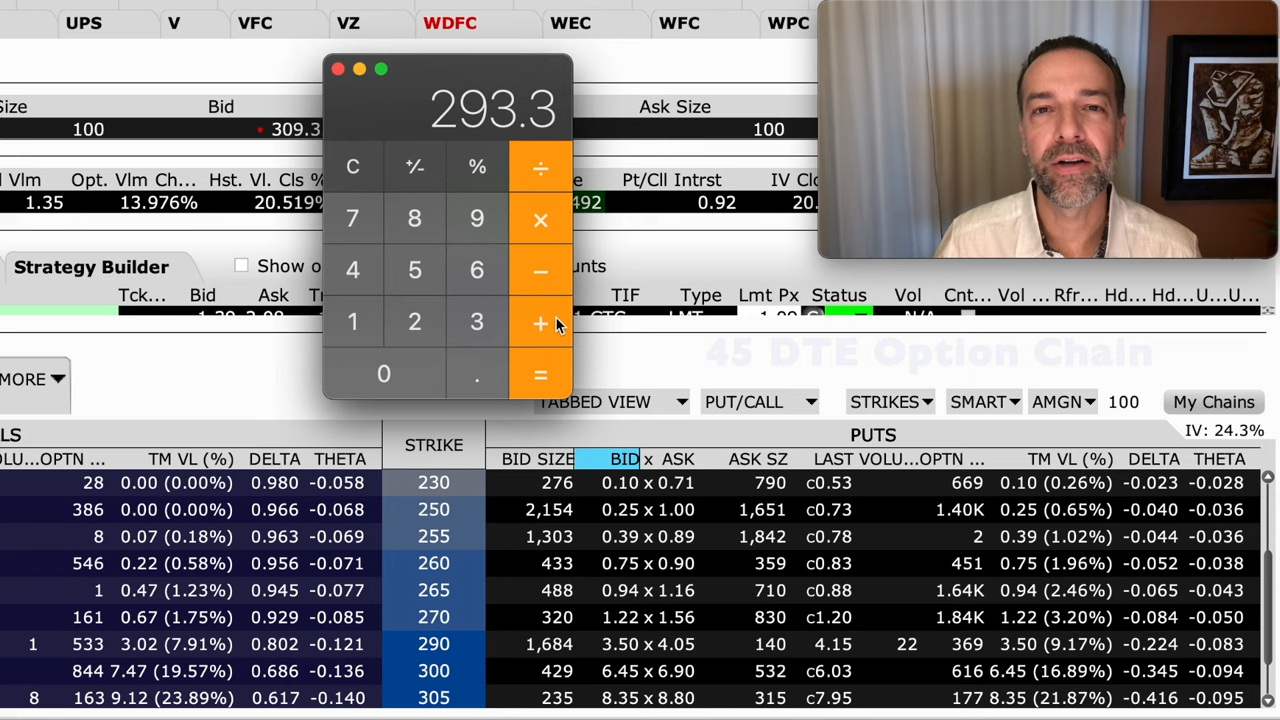 UPS V VFC VZ WDFC WEC WFC WPC
Size Bid Ask Size
100 309.3 100
Vlm Opt. Vlm Ch... Hst. Vl. Cls % Pt/Cll Intrst IV Clo
1.35 13.976% 20.519% 492 0.92 20.
Strategy Builder Show o unts
Tck... Bid Ask TIF Type Lmt Px Status Vol Cnt... Vol ... Rfr... Hd... Hd... U... U...
LMT N/A
45 DTE Option Chain
293.3
C +/- % ÷
7 8 9 ×
4 5 6 −
1 2 3 +
0 . =
MORE TABBED VIEW PUT/CALL STRIKES SMART AMGN 100 My Chains
IV: 24.3%
LS STRIKE PUTS
OLU... OPTN ... TM VL (%) DELTA THETA BID SIZE BID x ASK ASK SZ LAST VOLU... OPTN ... TM VL (%) DELTA THETA
28 0.00 (0.00%) 0.980 -0.058 230 276 0.10 x 0.71 790 c0.53 669 0.10 (0.26%) -0.023 -0.028
386 0.00 (0.00%) 0.966 -0.068 250 2,154 0.25 x 1.00 1,651 c0.73 1.40K 0.25 (0.65%) -0.040 -0.036
8 0.07 (0.18%) 0.963 -0.069 255 1,303 0.39 x 0.89 1,842 c0.78 2 0.39 (1.02%) -0.044 -0.036
546 0.22 (0.58%) 0.956 -0.071 260 433 0.75 x 0.90 359 c0.83 451 0.75 (1.96%) -0.052 -0.038
1 0.47 (1.23%) 0.945 -0.077 265 488 0.94 x 1.16 710 c0.88 1.64K 0.94 (2.46%) -0.065 -0.043
161 0.67 (1.75%) 0.929 -0.085 270 320 1.22 x 1.56 830 c1.20 1.84K 1.22 (3.20%) -0.084 -0.050
1 533 3.02 (7.91%) 0.802 -0.121 290 1,684 3.50 x 4.05 140 4.15 22 369 3.50 (9.17%) -0.224 -0.083
844 7.47 (19.57%) 0.686 -0.136 300 429 6.45 x 6.90 532 c6.03 616 6.45 (16.89%) -0.345 -0.094
8 163 9.12 (23.89%) 0.617 -0.140 305 235 8.35 x 8.80 315 c7.95 177 8.35 (21.87%) -0.416 -0.095